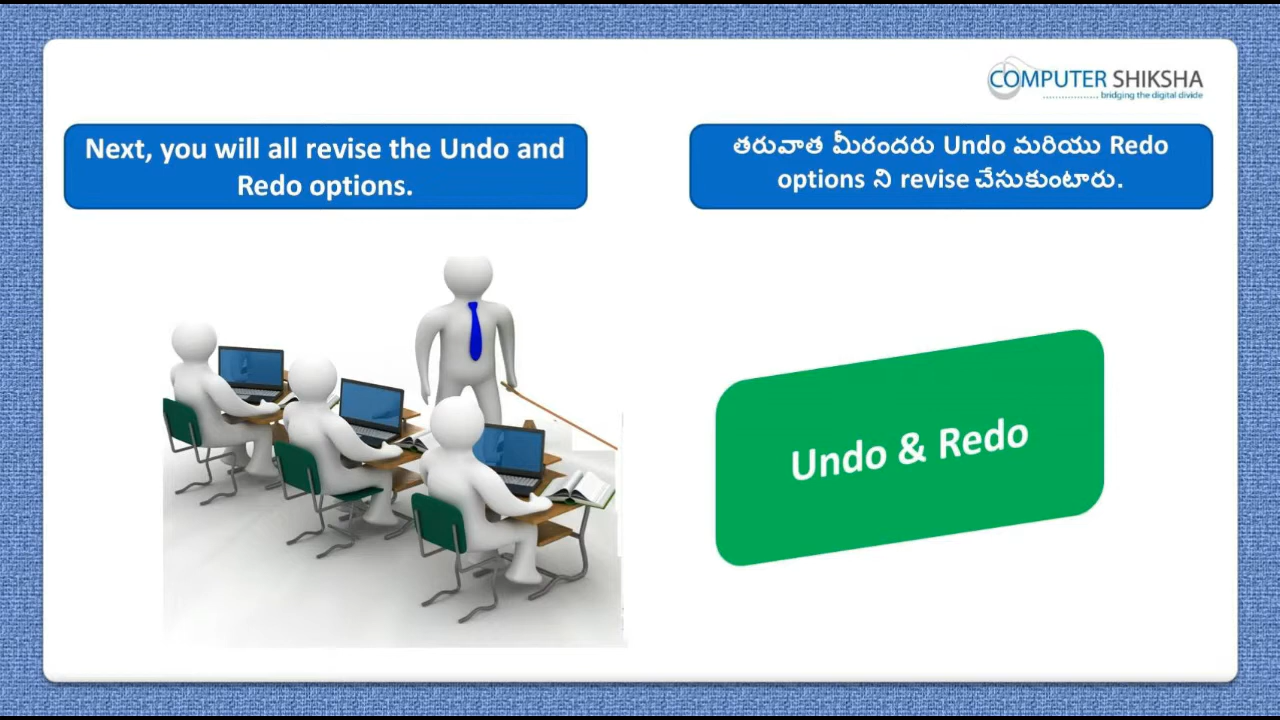 COMPUTER SHIKSHA
bridging the digital divide
Next, you will all revise the Undo and
Redo options.
తరువాత మీరందరు Undo మరియు Redo
options ని revise చేసుకుంటారు.
Undo & Redo